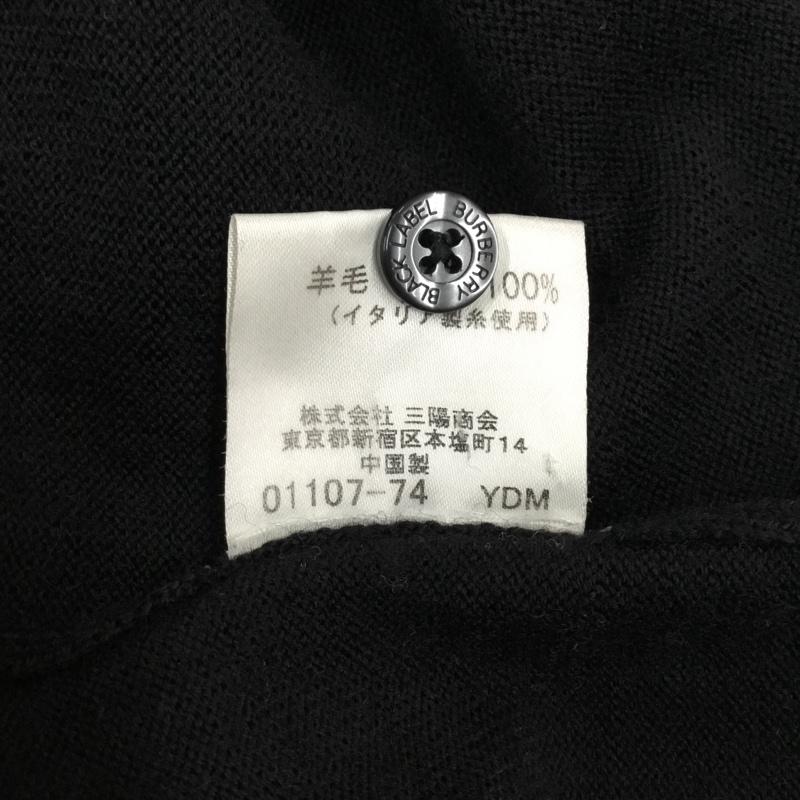 BLACK LABEL BURBERRY
羊毛 100%
（イタリア製糸使用）
株式会社 三陽商会
東京都新宿区本塩町14
中国製
01107-74 YDM